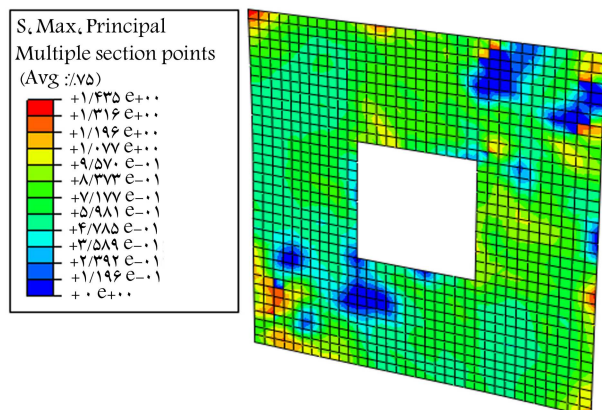 S، Max، Principal
Multiple section points
(Avg :٪۷۵)
+۱/۴۳۵ e+۰۰
+۱/۳۱۶ e+۰۰
+۱/۱۹۶ e+۰۰
+۱/۰۷۷ e+۰۰
+۹/۵۷۰ e−۰۱
+۸/۳۷۳ e−۰۱
+۷/۱۷۷ e−۰۱
+۵/۹۸۱ e−۰۱
+۴/۷۸۵ e−۰۱
+۳/۵۸۹ e−۰۱
+۲/۳۹۲ e−۰۱
+۱/۱۹۶ e−۰۱
+۰ e+۰۰